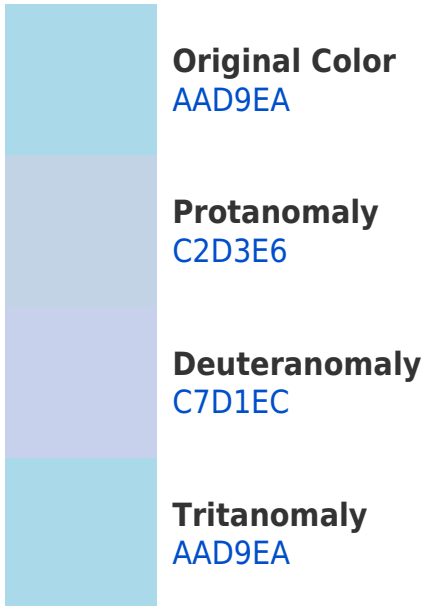 Original Color
AAD9EA
Protanomaly
C2D3E6
Deuteranomaly
C7D1EC
Tritanomaly
AAD9EA